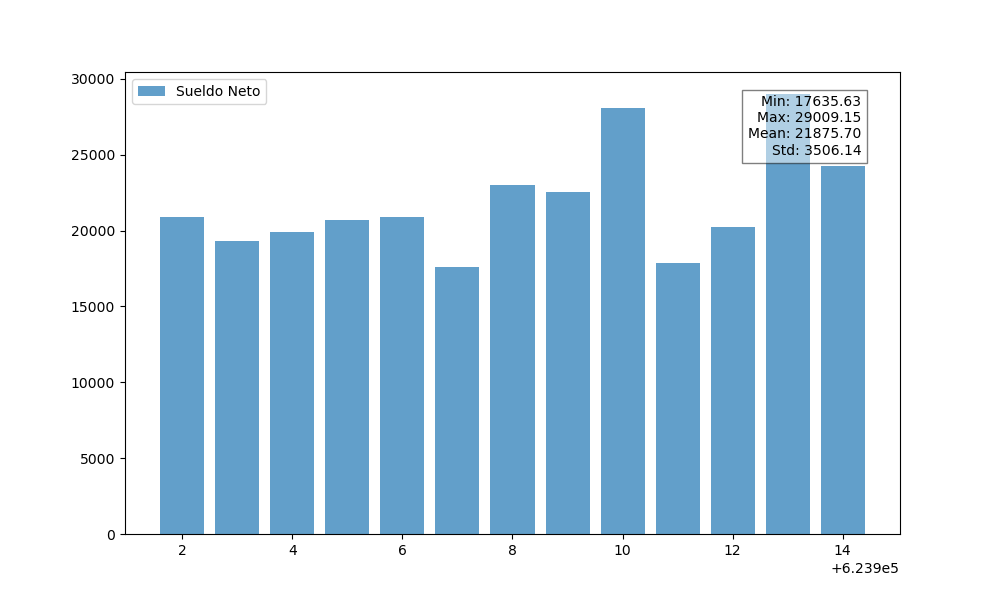 Sueldo Neto
Min: 17635.63
Max: 29009.15
Mean: 21875.70
Std: 3506.14
30000
25000
20000
15000
10000
5000
0
2 4 6 8 10 12 14
+6.239e5